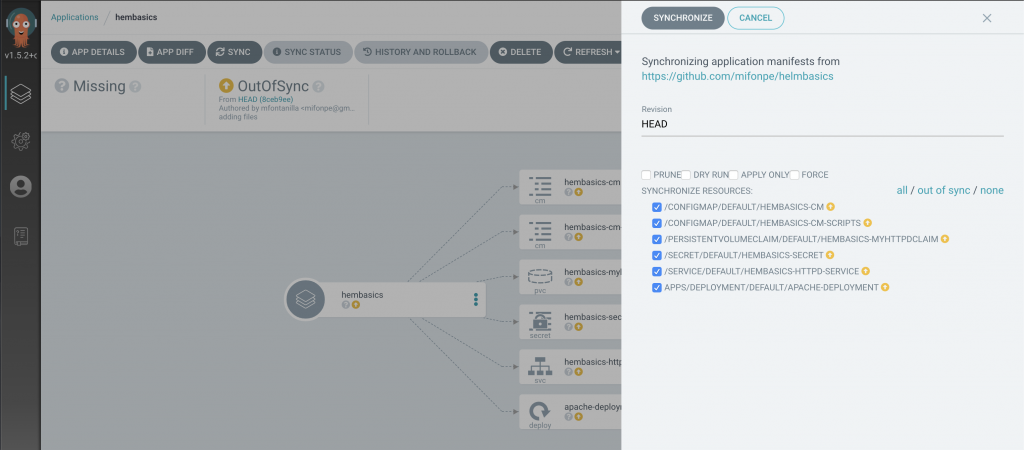 v1.5.2+c
Applications / hembasics
APP DETAILS
APP DIFF
SYNC
SYNC STATUS
HISTORY AND ROLLBACK
DELETE
REFRESH
Missing
OutOfSync
From HEAD (8ceb9ee)
Authored by mfontanilla <mifonpe@gm...
adding files
hembasics
hembasics-cm
cm
hembasics-cm-
cm
hembasics-myl
pvc
hembasics-sec
secret
hembasics-http
svc
apache-deploy
deploy
SYNCHRONIZE
CANCEL
Synchronizing application manifests from
https://github.com/mifonpe/helmbasics
Revision
HEAD
PRUNE DRY RUN APPLY ONLY FORCE
SYNCHRONIZE RESOURCES: all / out of sync / none
/CONFIGMAP/DEFAULT/HEMBASICS-CM
/CONFIGMAP/DEFAULT/HEMBASICS-CM-SCRIPTS
/PERSISTENTVOLUMECLAIM/DEFAULT/HEMBASICS-MYHTTPDCLAIM
/SECRET/DEFAULT/HEMBASICS-SECRET
/SERVICE/DEFAULT/HEMBASICS-HTTPD-SERVICE
APPS/DEPLOYMENT/DEFAULT/APACHE-DEPLOYMENT